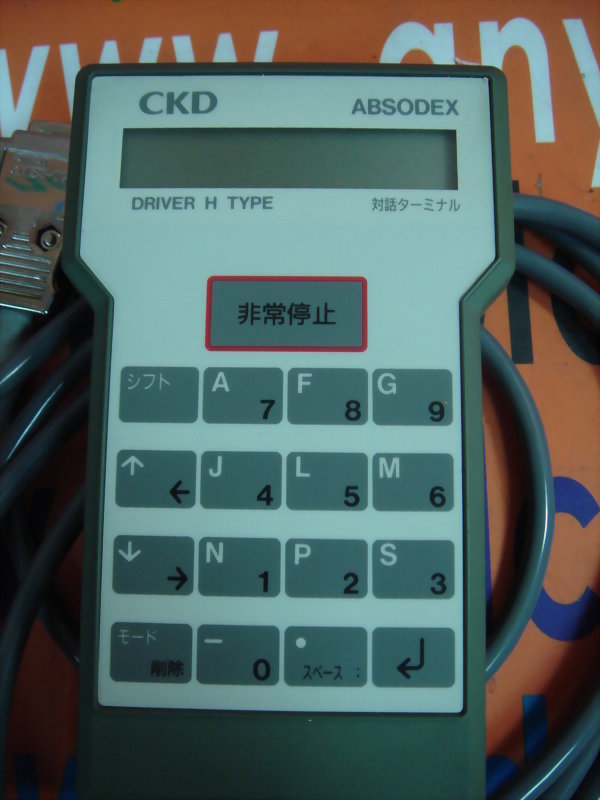 www.any
CKD ABSODEX
DRIVER H TYPE 対話ターミナル
非常停止
シフト A 7 F 8 G 9
↑ ← J 4 L 5 M 6
↓ → N 1 P 2 S 3
モード 削除 − 0 • スペース : ↵